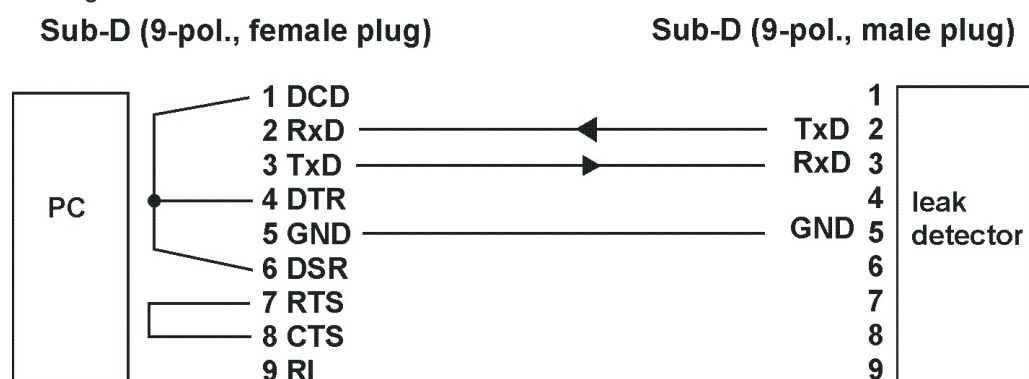 Sub-D (9-pol., female plug) Sub-D (9-pol., male plug)
1 DCD 1
2 RxD TxD 2
3 TxD RxD 3
PC 4 DTR 4 leak
5 GND GND 5 detector
6 DSR 6
7 RTS 7
8 CTS 8
9 RI 9